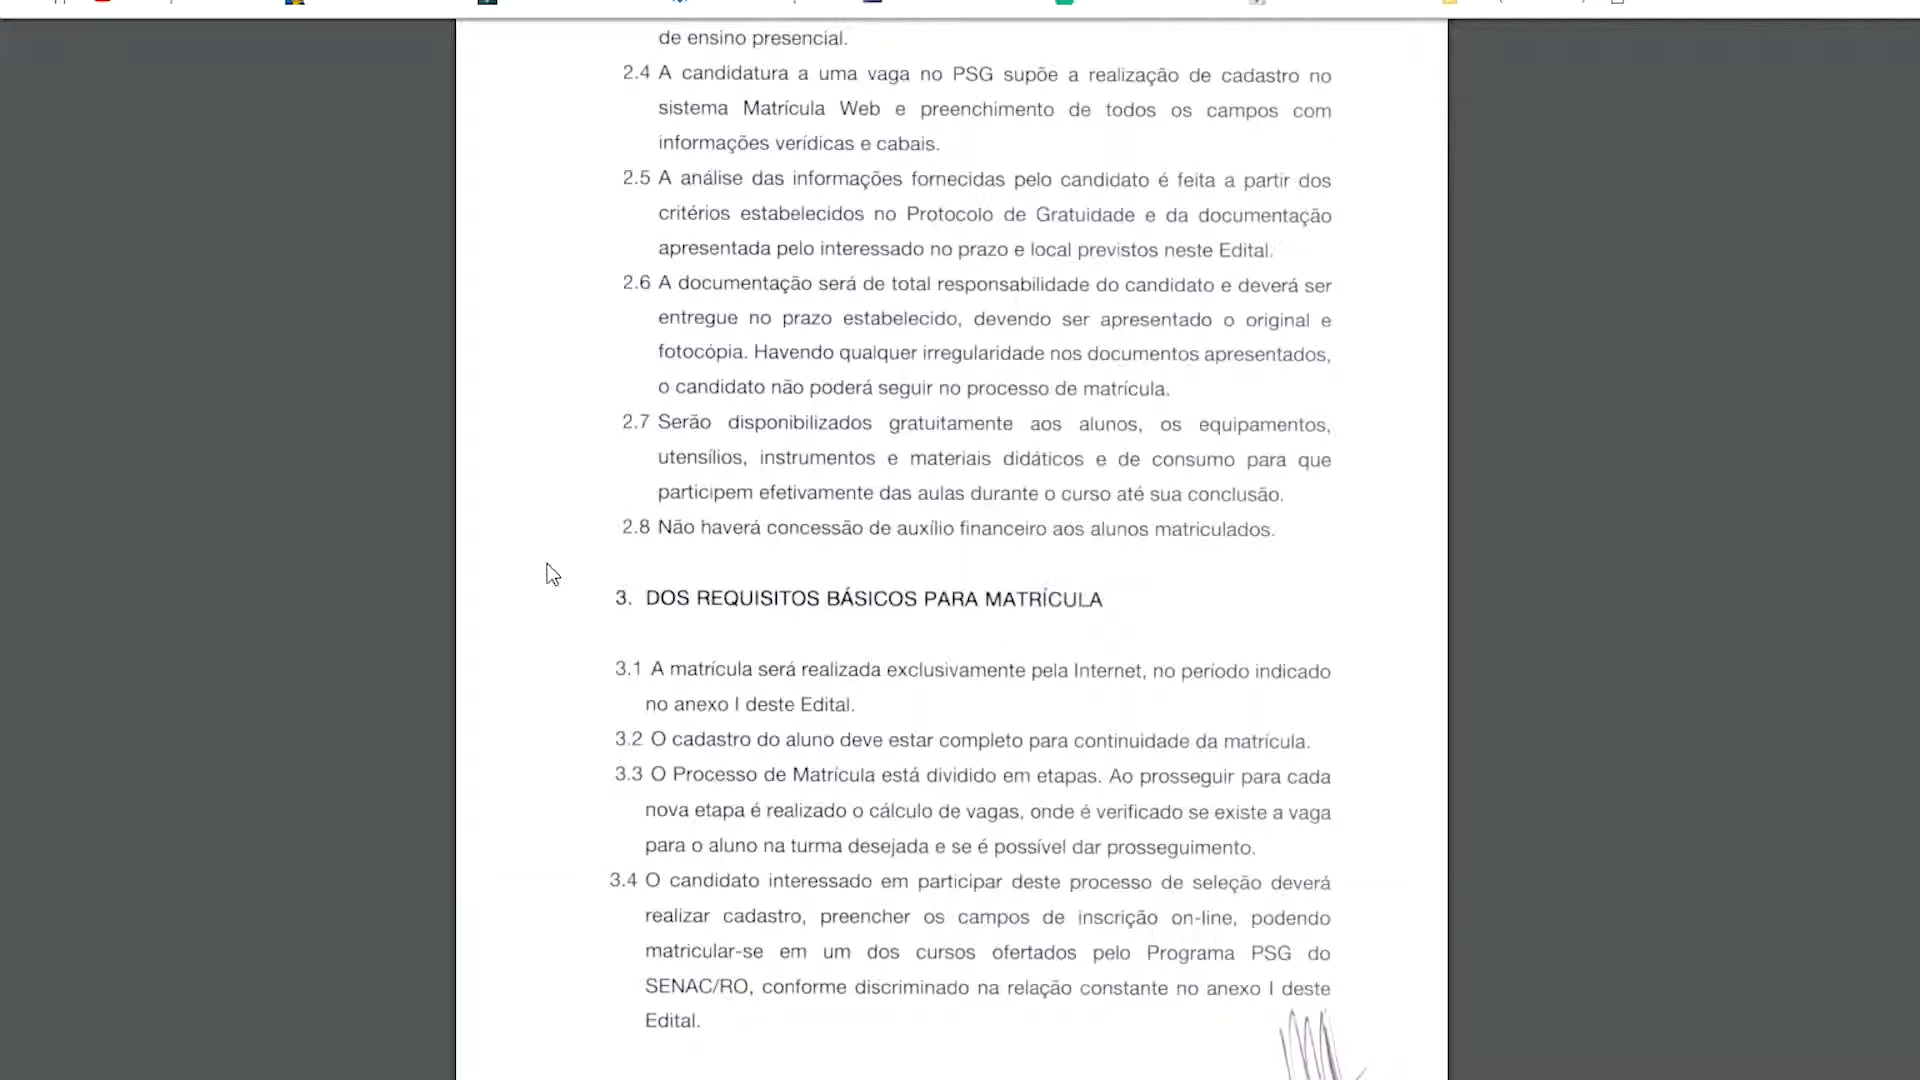 de ensino presencial.
2.4 A candidatura a uma vaga no PSG supõe a realização de cadastro no
sistema Matrícula Web e preenchimento de todos os campos com
informações verídicas e cabais.
2.5 A análise das informações fornecidas pelo candidato é feita a partir dos
critérios estabelecidos no Protocolo de Gratuidade e da documentação
apresentada pelo interessado no prazo e local previstos neste Edital.
2.6 A documentação será de total responsabilidade do candidato e deverá ser
entregue no prazo estabelecido, devendo ser apresentado o original e
fotocópia. Havendo qualquer irregularidade nos documentos apresentados,
o candidato não poderá seguir no processo de matrícula.
2.7 Serão disponibilizados gratuitamente aos alunos, os equipamentos,
utensílios, instrumentos e materiais didáticos e de consumo para que
participem efetivamente das aulas durante o curso até sua conclusão.
2.8 Não haverá concessão de auxílio financeiro aos alunos matriculados.
3. DOS REQUISITOS BÁSICOS PARA MATRÍCULA
3.1 A matrícula será realizada exclusivamente pela Internet, no período indicado
no anexo I deste Edital.
3.2 O cadastro do aluno deve estar completo para continuidade da matrícula.
3.3 O Processo de Matrícula está dividido em etapas. Ao prosseguir para cada
nova etapa é realizado o cálculo de vagas, onde é verificado se existe a vaga
para o aluno na turma desejada e se é possível dar prosseguimento.
3.4 O candidato interessado em participar deste processo de seleção deverá
realizar cadastro, preencher os campos de inscrição on-line, podendo
matricular-se em um dos cursos ofertados pelo Programa PSG do
SENAC/RO, conforme discriminado na relação constante no anexo I deste
Edital.